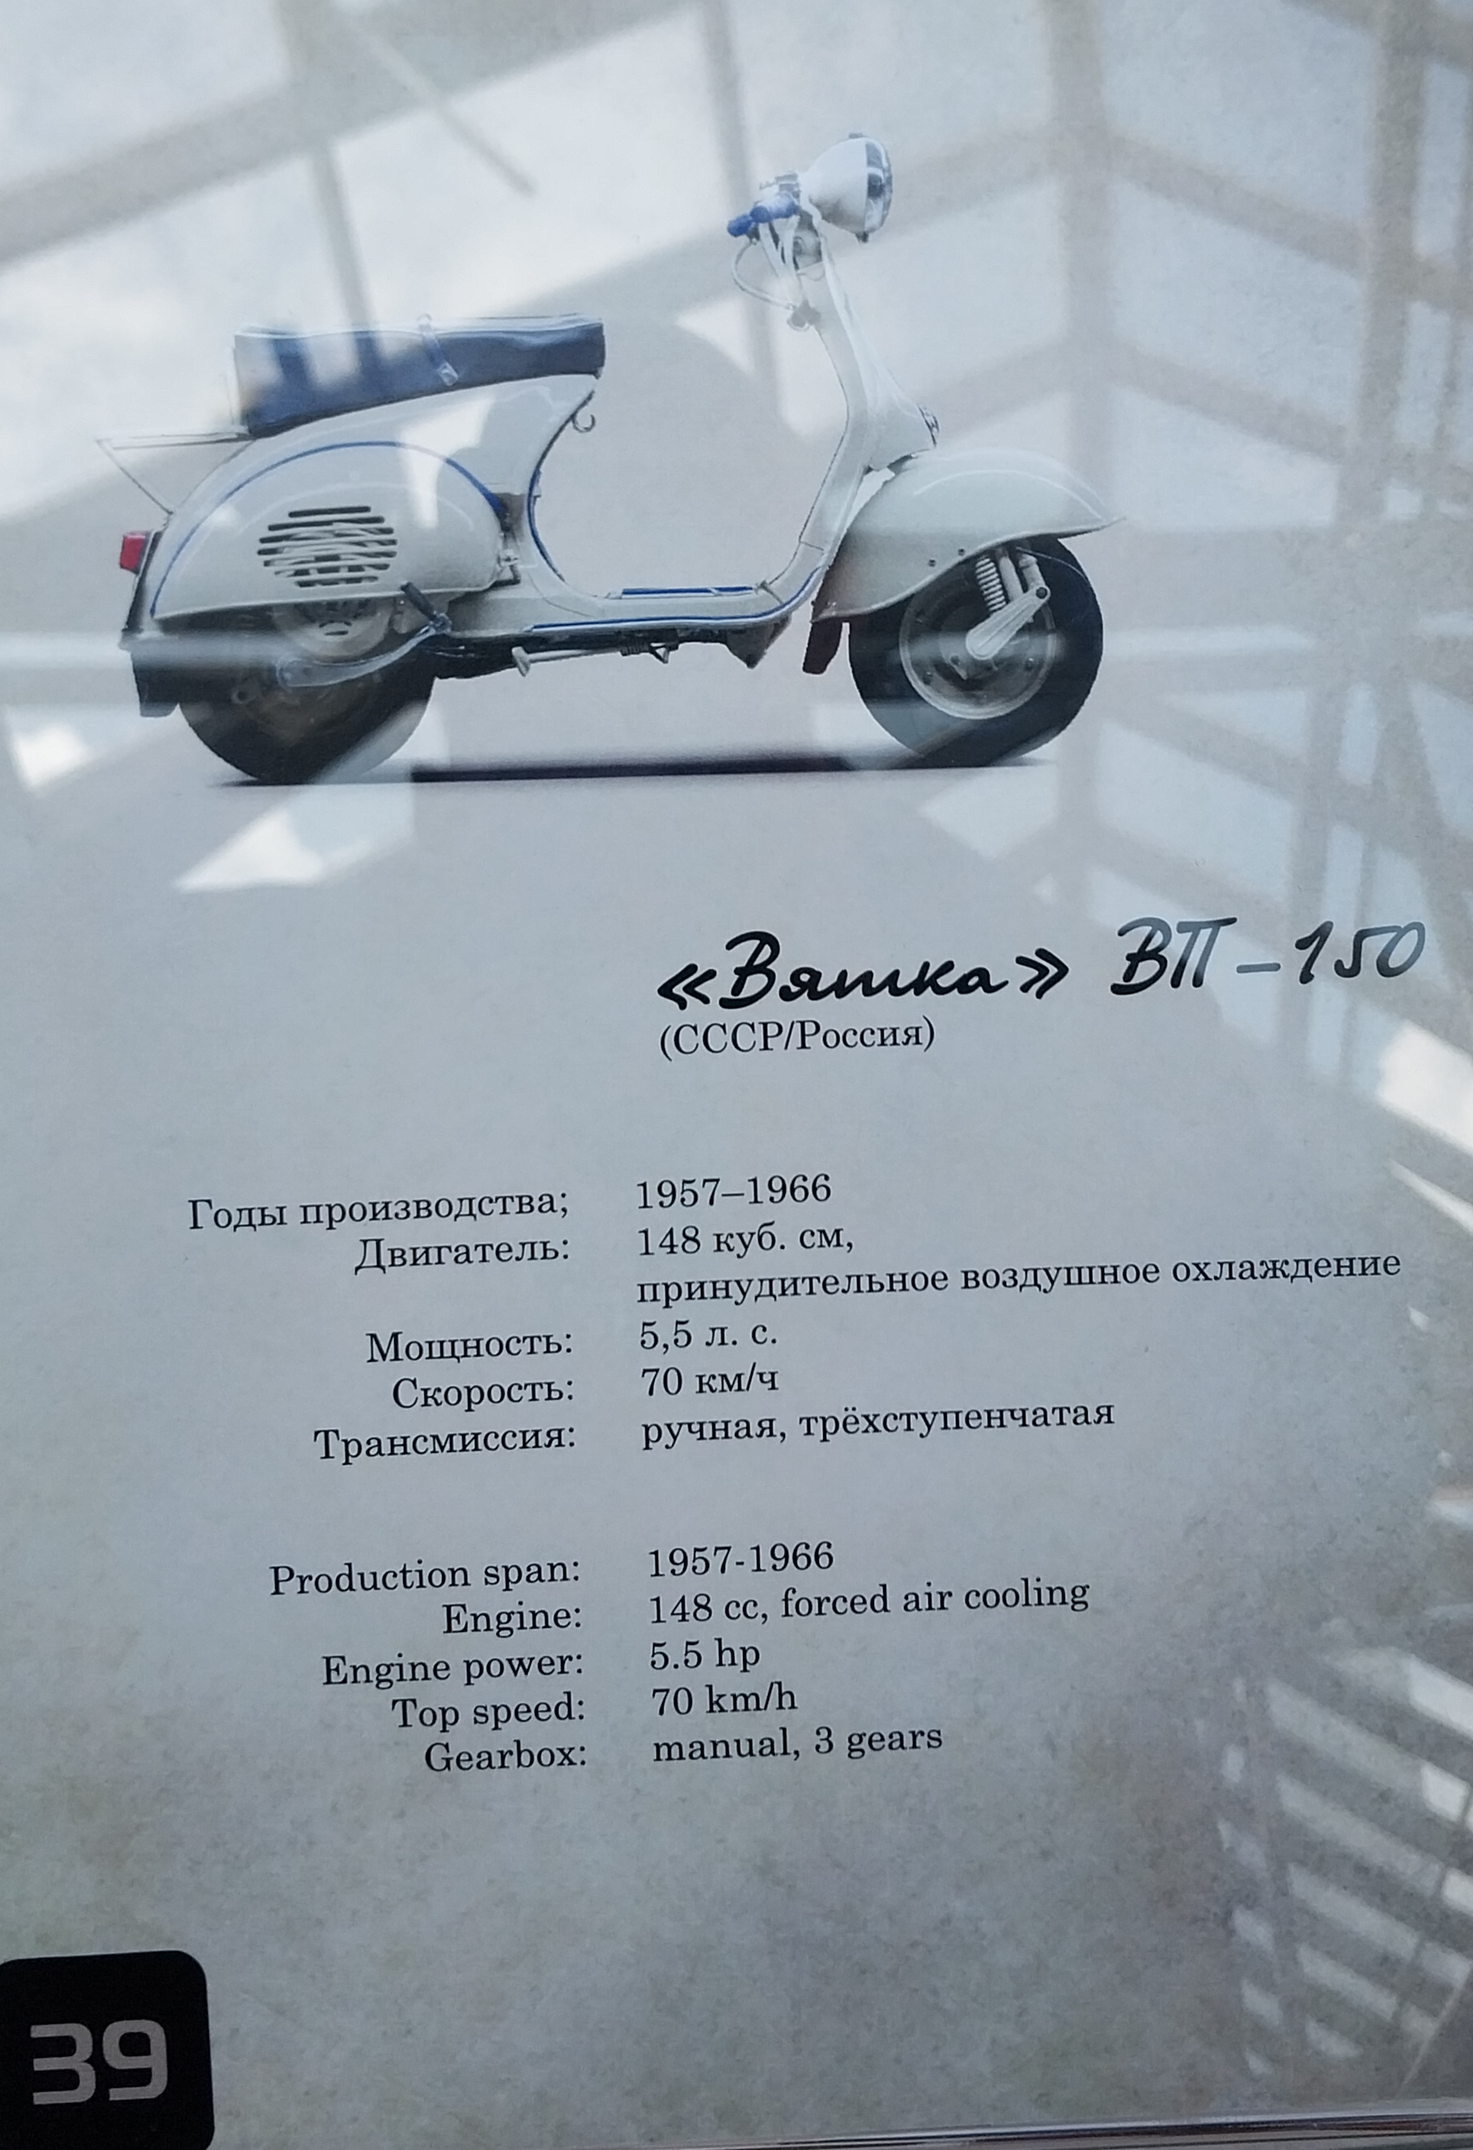 «Вятка» ВП-150
(СССР/Россия)
Годы производства; 1957–1966
Двигатель: 148 куб. см,
принудительное воздушное охлаждение
Мощность: 5,5 л. с.
Скорость: 70 км/ч
Трансмиссия: ручная, трёхступенчатая
Production span: 1957-1966
Engine: 148 cc, forced air cooling
Engine power: 5.5 hp
Top speed: 70 km/h
Gearbox: manual, 3 gears
39